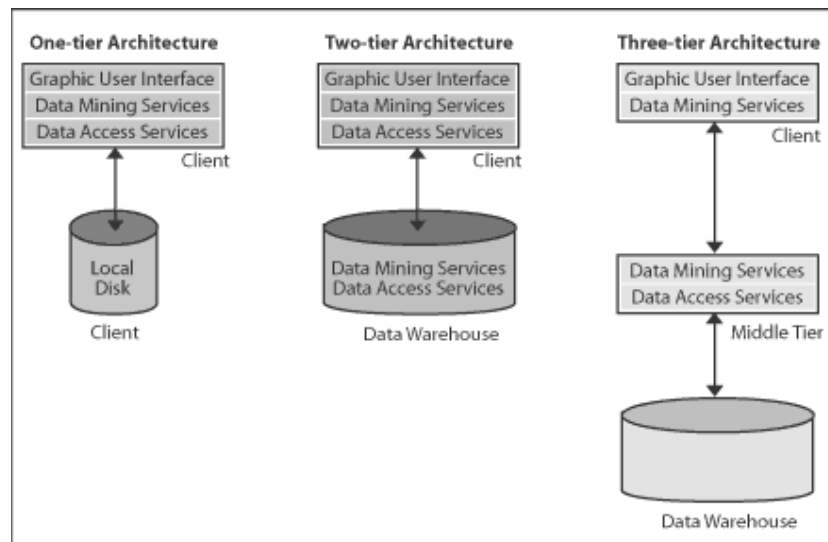 One-tier Architecture
Graphic User Interface
Data Mining Services
Data Access Services
Client
Local
Disk
Client
Two-tier Architecture
Graphic User Interface
Data Mining Services
Data Access Services
Client
Data Mining Services
Data Access Services
Data Warehouse
Three-tier Architecture
Graphic User Interface
Data Mining Services
Client
Data Mining Services
Data Access Services
Middle Tier
Data Warehouse